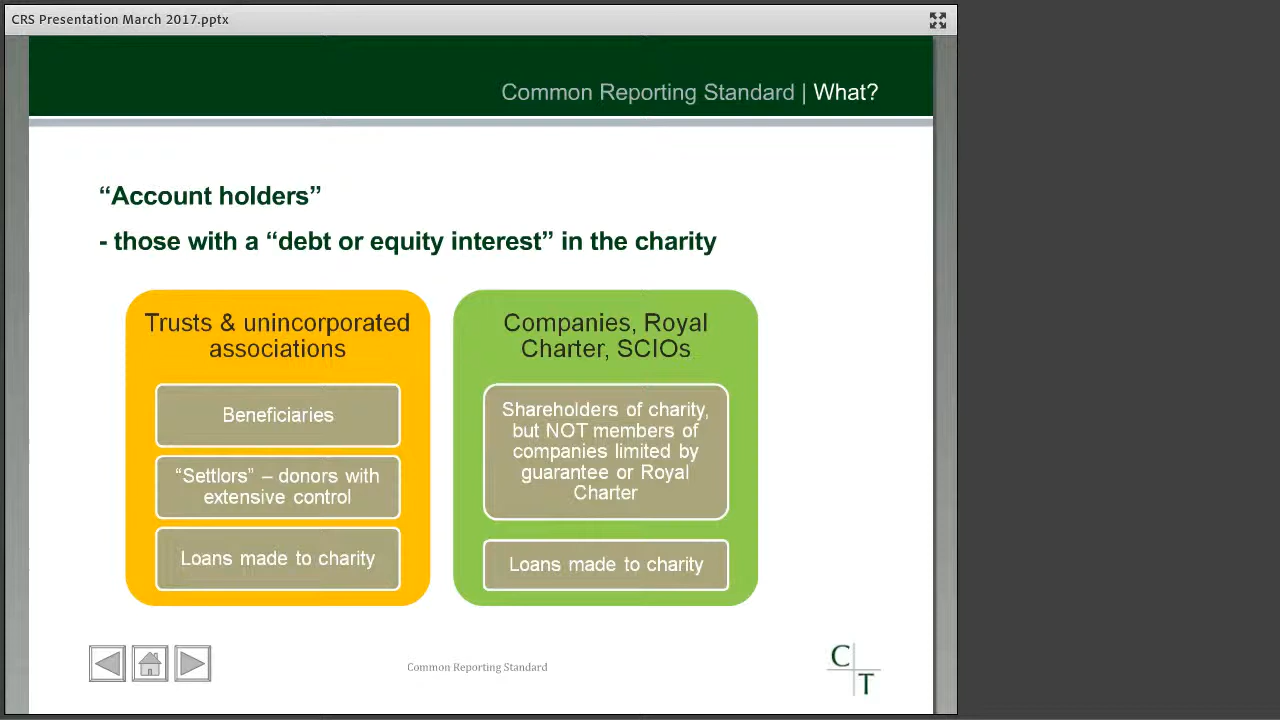 CRS Presentation March 2017.pptx
Common Reporting Standard | What?
“Account holders”
- those with a “debt or equity interest” in the charity
Trusts & unincorporated
associations
Beneficiaries
“Settlors” – donors with
extensive control
Loans made to charity
Companies, Royal
Charter, SCIOs
Shareholders of charity,
but NOT members of
companies limited by
guarantee or Royal
Charter
Loans made to charity
Common Reporting Standard
C
T